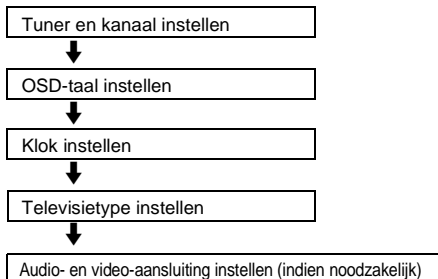 Tuner en kanaal instellen
OSD-taal instellen
Klok instellen
Televisietype instellen
Audio- en video-aansluiting instellen (indien noodzakelijk)